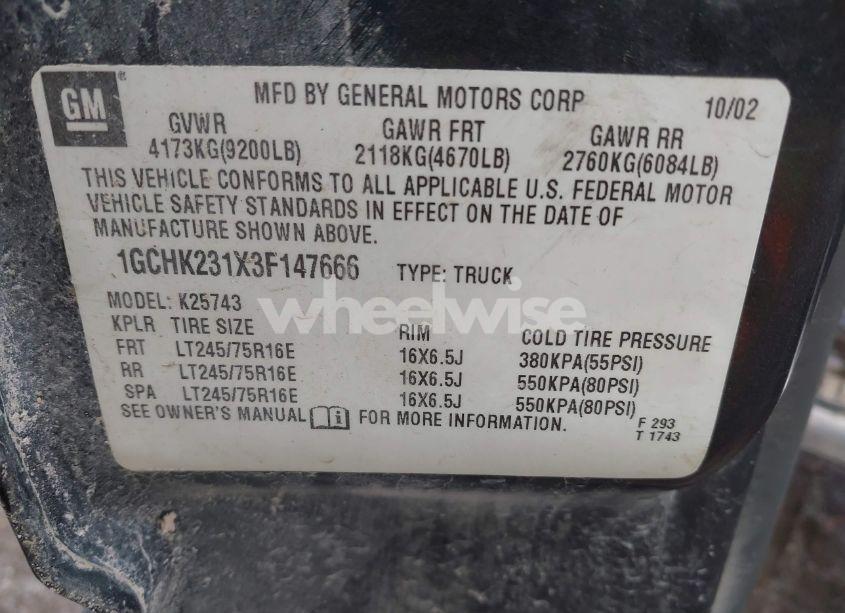 GM
MFD BY GENERAL MOTORS CORP 10/02
GVWR GAWR FRT GAWR RR
4173KG(9200LB) 2118KG(4670LB) 2760KG(6084LB)
THIS VEHICLE CONFORMS TO ALL APPLICABLE U.S. FEDERAL MOTOR
VEHICLE SAFETY STANDARDS IN EFFECT ON THE DATE OF
MANUFACTURE SHOWN ABOVE.
1GCHK231X3F147666 TYPE: TRUCK
MODEL: K25743
wheelwise
KPLR TIRE SIZE RIM COLD TIRE PRESSURE
FRT LT245/75R16E 16X6.5J 380KPA(55PSI)
RR LT245/75R16E 16X6.5J 550KPA(80PSI)
SPA LT245/75R16E 16X6.5J 550KPA(80PSI)
SEE OWNER'S MANUAL FOR MORE INFORMATION.
F 293
T 1743